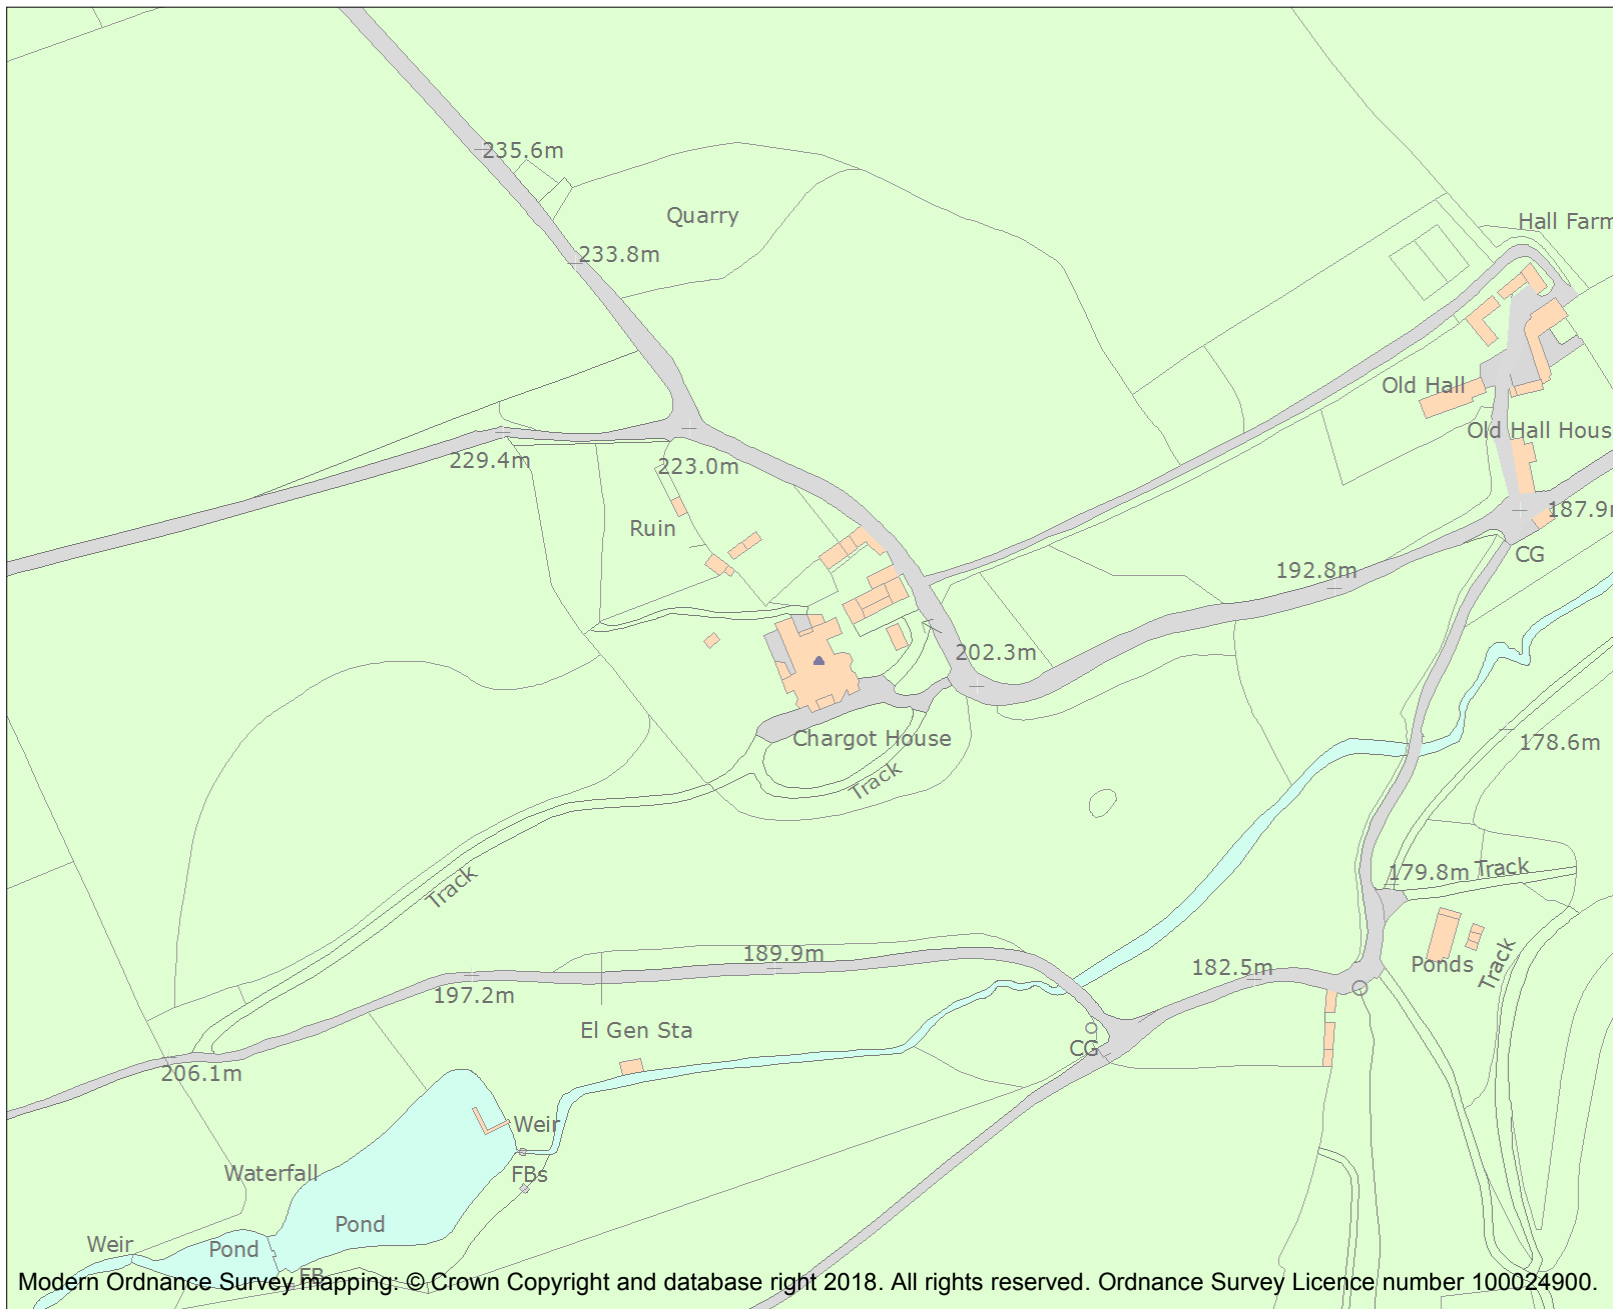 235.6m
Quarry
Hall Farm
233.8m
Old Hall
Old Hall Hous
229.4m
223.0m
187.9m
Ruin
CG
192.8m
202.3m
Chargot House
178.6m
Track
179.8m
Track
Track
189.9m
182.5m
Ponds
Track
197.2m
El Gen Sta
CG
206.1m
Weir
Waterfall
FBs
Pond
Weir
Pond
FB
Modern Ordnance Survey mapping: © Crown Copyright and database right 2018. All rights reserved. Ordnance Survey Licence number 100024900.